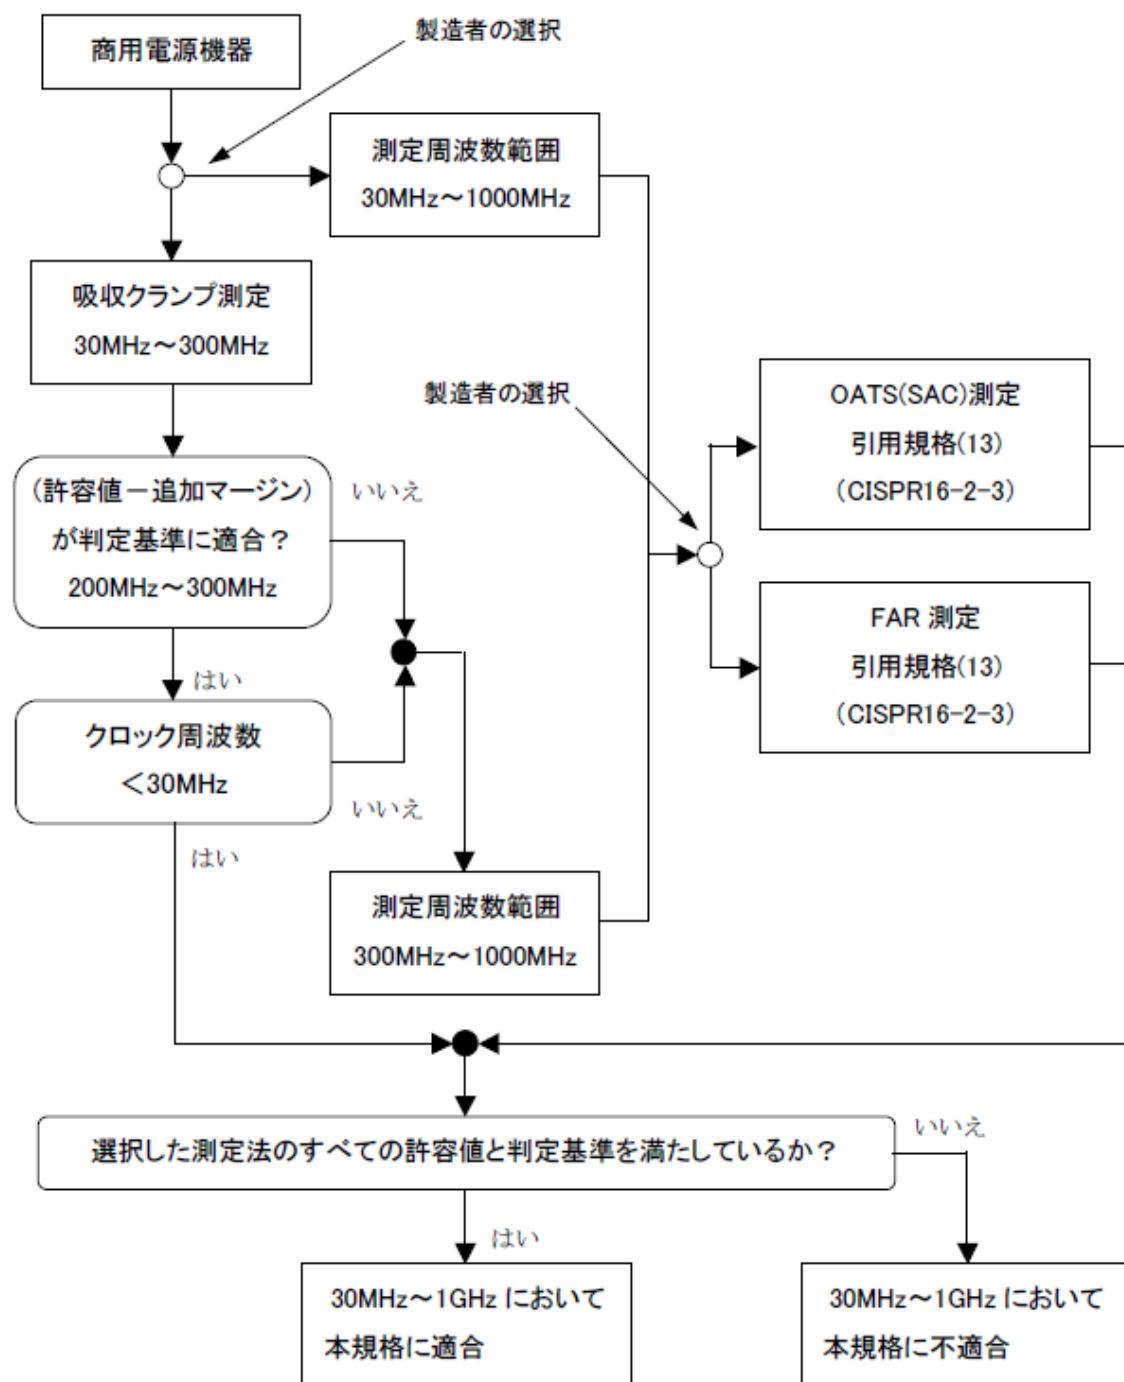 商用電源機器
製造者の選択
測定周波数範囲
30MHz～1000MHz
吸収クランプ測定
30MHz～300MHz
製造者の選択
OATS(SAC)測定
引用規格(13)
(CISPR16-2-3)
(許容値－追加マージン)
が判定基準に適合？
200MHz～300MHz
いいえ
FAR 測定
引用規格(13)
(CISPR16-2-3)
はい
クロック周波数
＜30MHz
いいえ
はい
測定周波数範囲
300MHz～1000MHz
選択した測定法のすべての許容値と判定基準を満たしているか？
いいえ
はい
30MHz～1GHz において
本規格に適合
30MHz～1GHz において
本規格に不適合